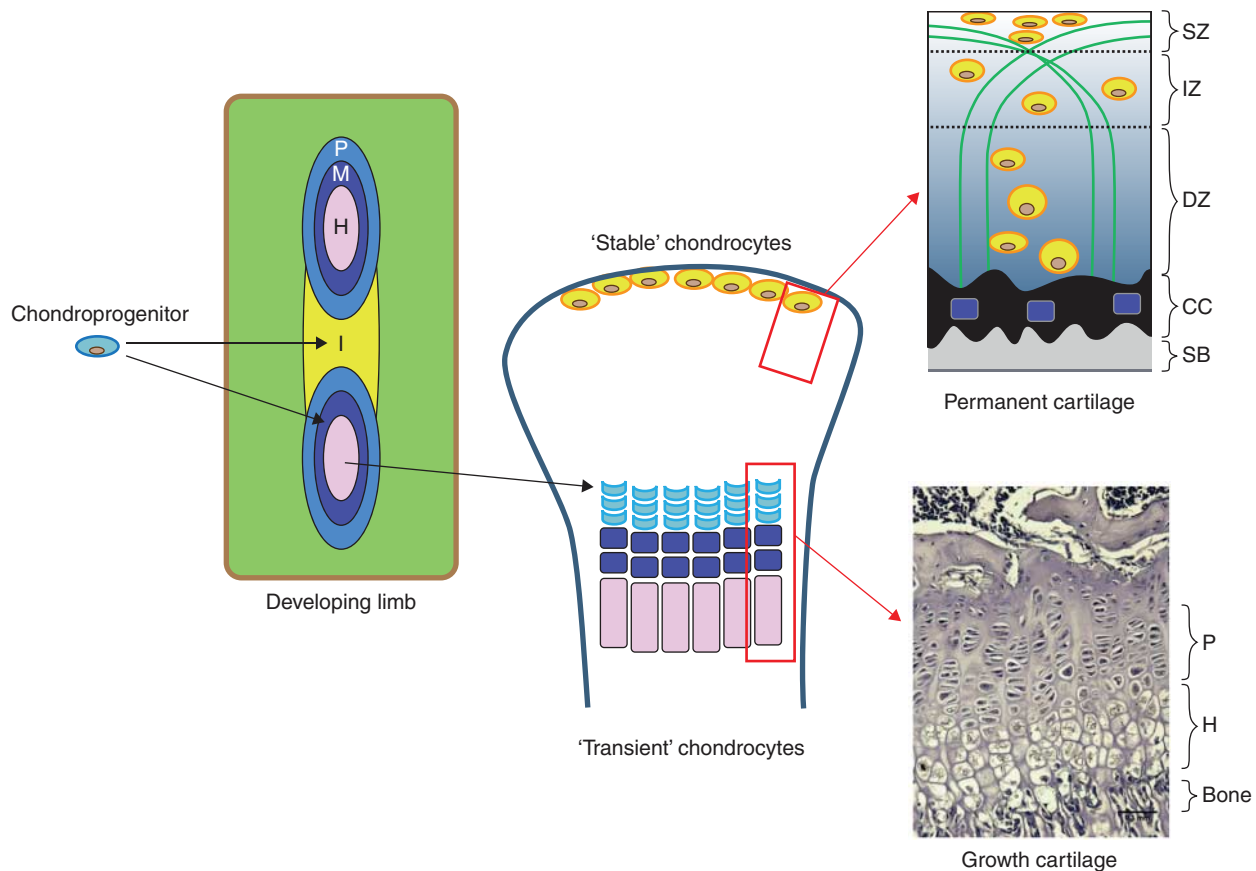 P
M
H
I
Chondroprogenitor
Developing limb
'Stable' chondrocytes
'Transient' chondrocytes
SZ
IZ
DZ
CC
SB
Permanent cartilage
P
H
Bone
Growth cartilage